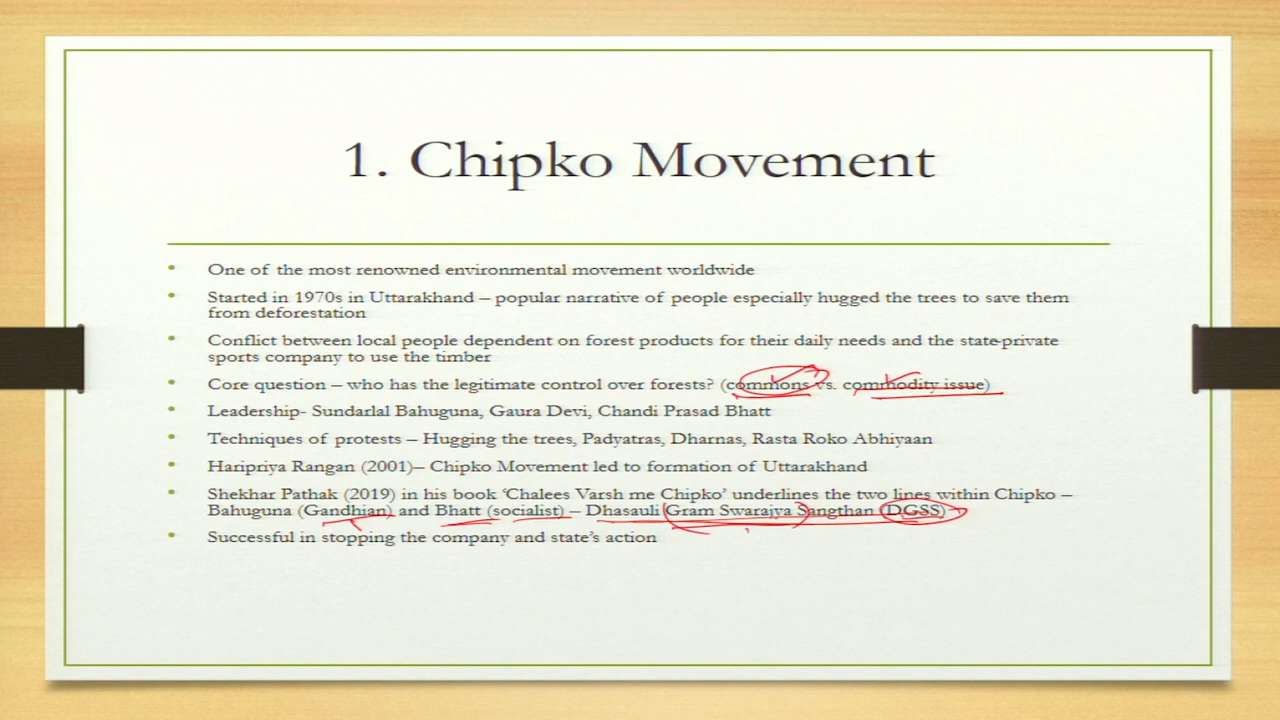 1. Chipko Movement
• One of the most renowned environmental movement worldwide
• Started in 1970s in Uttarakhand – popular narrative of people especially hugged the trees to save them
from deforestation
• Conflict between local people dependent on forest products for their daily needs and the state-private
sports company to use the timber
• Core question – who has the legitimate control over forests? (commons vs. commodity issue)
• Leadership- Sundarlal Bahuguna, Gaura Devi, Chandi Prasad Bhatt
• Techniques of protests – Hugging the trees, Padyatras, Dharnas, Rasta Roko Abhiyaan
• Haripriya Rangan (2001)– Chipko Movement led to formation of Uttarakhand
• Shekhar Pathak (2019) in his book ‘Chalees Varsh me Chipko’ underlines the two lines within Chipko –
Bahuguna (Gandhian) and Bhatt (socialist) – Dhasauli Gram Swarajya Sangthan (DGSS)
• Successful in stopping the company and state’s action